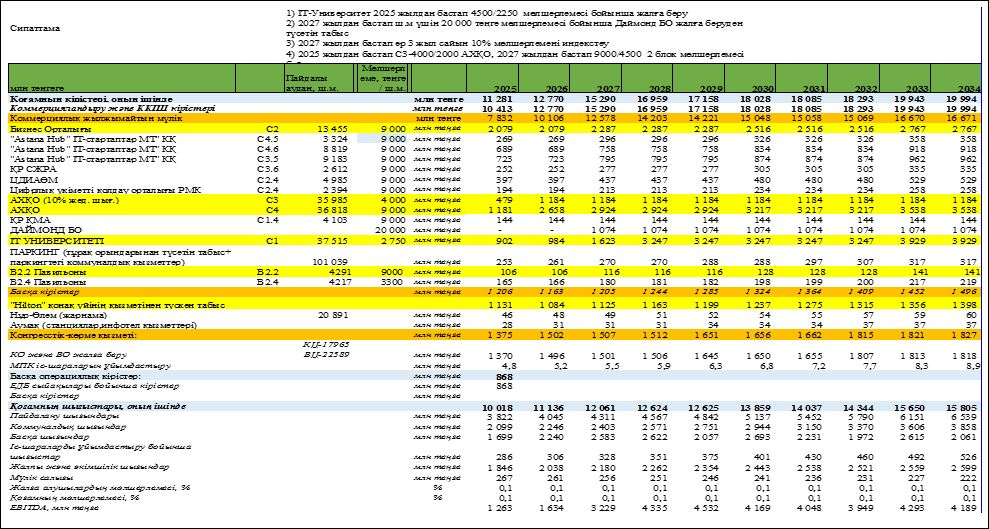 Сипаттама
1) IT-Университет 2025 жылдан бастап 4500/2250 мөлшерлемесі бойынша жалға беру
2) 2027 жылдан бастап ш.м үшін 20 000 теңге мөлшерлемесі бойынша Даймонд БО жалға беруден
түсетін табыс
3) 2027 жылдан бастап әр 3 жыл сайын 10% мөлшерлемені индекстеу
4) 2025 жылдан бастап С3-4000/2000 АХҚО, 2027 жылдан бастап 9000/4500 2 блок мөлшерлемесі
млн теңгеге Пайдалы аудан, ш.м. Мөлшерлеме, теңге / ш.м. 2025 2026 2027 2028 2029 2030 2031 2032 2033 2034
Қоғамның кірістері, оның ішінде млн теңге 11 281 12 770 15 290 16 959 17 158 18 028 18 085 18 293 19 943 19 994
Коммерцияландыру және ККПШ кірістері млн теңге 10 413 12 770 15 290 16 959 17 158 18 028 18 085 18 293 19 943 19 994
Коммерциялық жылжымайтын мүлік млн теңге 7 832 10 106 12 578 14 203 14 221 15 048 15 058 15 069 16 670 16 671
Бизнес Орталығы С2 13 455 9 000 млн теңге 2 079 2 079 2 287 2 287 2 287 2 516 2 516 2 516 2 767 2 767
"Astana Hub" IT-стартаптар МТ' КҚ С4.5 3 324 9 000 млн теңге 269 269 296 296 296 326 326 326 358 358
"Astana Hub" IT-стартаптар МТ' КҚ С4.6 8 819 9 000 млн теңге 689 689 758 758 758 834 834 834 918 918
"Astana Hub" IT-стартаптар МТ' КҚ С3.5 9 183 9 000 млн теңге 723 723 795 795 795 874 874 874 962 962
ҚР СЖРА С3.6 2 612 9 000 млн теңге 252 252 277 277 277 305 305 305 335 335
ЦДИАӨМ С2.4 4 985 9 000 млн теңге 397 397 437 437 437 480 480 480 529 529
Цифрлық үкіметті қолдау орталығы РМК С2.4 2 394 9 000 млн теңге 194 194 213 213 213 234 234 234 258 258
АХҚО (10% жең. шығ.) С3 35 985 4 000 млн теңге 479 1 184 1 184 1 184 1 184 1 184 1 184 1 184 1 184 1 184
АХҚО С4 36 818 9 000 млн теңге 1 181 2 658 2 924 2 924 2 924 3 217 3 217 3 217 3 538 3 538
ҚР ҚМА С1.4 4 103 9 000 млн теңге 144 144 144 144 144 144 144 144 144 144
ДАЙМОНД БО 20 000 млн теңге - - 1 074 1 074 1 074 1 074 1 074 1 074 1 074 1 074
IT УНИВЕРСИТЕТІ С1 37 515 2 750 млн теңге 902 984 1 623 3 247 3 247 3 247 3 247 3 247 3 929 3 929
ПАРКИНГ (тұрақ орындарынан түсетін табыс+
паркингтегі коммуналдық қызметтер) 101 039 млн теңге 253 261 270 270 288 288 297 307 317 317
В2.2 Павильоны В2.2 4291 9000 млн теңге 106 106 116 116 116 128 128 128 141 141
В2.4 Павильоны В2.4 4217 3300 млн теңге 165 166 180 181 182 198 199 200 217 219
Басқа кірістер млн теңге 1 206 1 163 1 205 1 244 1 285 1 324 1 364 1 409 1 452 1 496
"Hilton" қонақ үйінің қызметінен түскен табыс млн теңге 1 131 1 084 1 125 1 163 1 199 1 237 1 275 1 315 1 356 1 398
Нұр-Әлем (жарнама) 20 891 млн теңге 46 48 49 51 52 54 55 57 59 60
Аумақ (станциялар,инфотел қызметтері) млн теңге 28 31 31 31 34 34 34 37 37 37
Конгресстік-көрме қызметі: млн теңге 1 375 1 502 1 507 1 512 1 651 1 656 1 662 1 815 1 821 1 827
КЦ-17965
КО және ВО жалға беру ВЦ-22589 млн теңге 1 370 1 496 1 501 1 506 1 645 1 650 1 655 1 807 1 813 1 818
МПК іс-шараларын ұйымдастыру млн теңге 4,8 5,2 5,5 5,9 6,3 6,8 7,2 7,7 8,3 8,9
Басқа операциялық кірістер: млн теңге 868
ЕДБ сыйақылары бойынша кірістер млн теңге 868
Басқа кірістер млн теңге
Қоғамның шығыстары, оның ішінде млн теңге 10 018 11 136 12 061 12 624 12 625 13 859 14 037 14 344 15 650 15 805
Пайдалану шығындары млн теңге 3 822 4 045 4 311 4 567 4 842 5 137 5 452 5 790 6 151 6 539
Коммуналдық шығындар млн теңге 2 099 2 246 2 403 2 571 2 751 2 944 3 150 3 370 3 606 3 858
Басқа шығындар млн теңге 1 699 2 240 2 583 2 622 2 057 2 693 2 231 1 972 2 615 2 061
Іс-шараларды ұйымдастыру бойынша
шығыстар млн теңге 286 306 328 351 375 401 430 460 492 526
Жалпы және әкімшілік шығындар млн теңге 1 846 2 038 2 180 2 262 2 354 2 443 2 538 2 521 2 559 2 599
Мүлік салығы млн теңге 267 261 256 251 246 241 236 231 227 222
Жалға алушылардың мөлшерлемесі, % % 0,1 0,1 0,1 0,1 0,1 0,1 0,1 0,1 0,1 0,1
Қоғамның мөлшерлемесі, % % 0,1 0,1 0,1 0,1 0,1 0,1 0,1 0,1 0,1 0,1
EBITDA, млн теңге 1 263 1 634 3 229 4 335 4 532 4 169 4 048 3 949 4 293 4 189